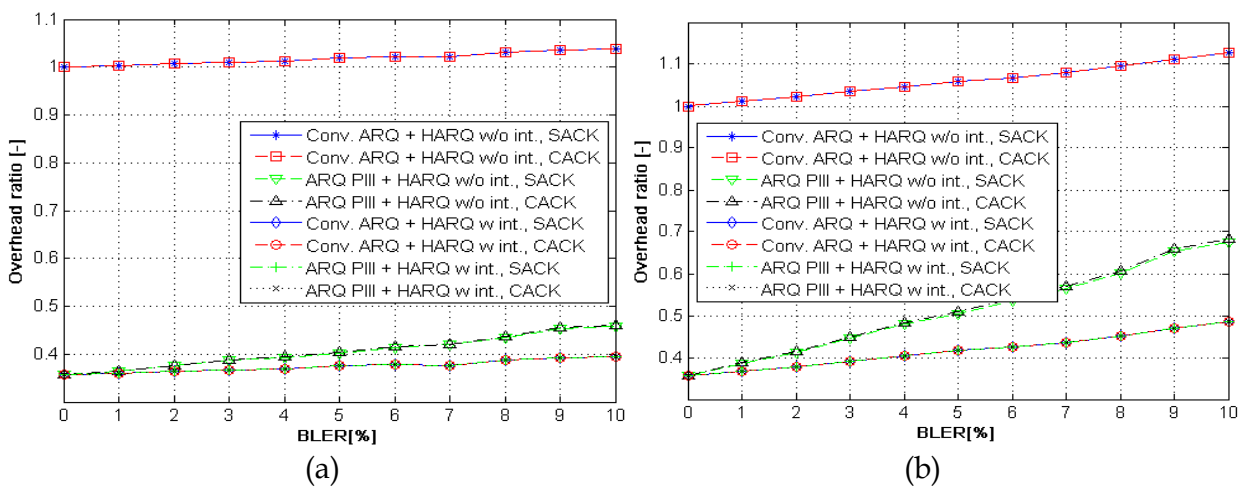 1.1
1
0.9
0.8
0.7
0.6
0.5
0.4
Overhead ratio [-]
Conv. ARQ + HARQ w/o int., SACK
Conv. ARQ + HARQ w/o int., CACK
ARQ PIII + HARQ w/o int., SACK
ARQ PIII + HARQ w/o int., CACK
Conv. ARQ + HARQ w int., SACK
Conv. ARQ + HARQ w int., CACK
ARQ PIII + HARQ w int., SACK
ARQ PIII + HARQ w int., CACK
0 1 2 3 4 5 6 7 8 9 10
BLER[%]
(a)
1.1
1
0.9
0.8
0.7
0.6
0.5
0.4
Overhead ratio [-]
Conv. ARQ + HARQ w/o int., SACK
Conv. ARQ + HARQ w/o int., CACK
ARQ PIII + HARQ w/o int., SACK
ARQ PIII + HARQ w/o int., CACK
Conv. ARQ + HARQ w int., SACK
Conv. ARQ + HARQ w int., CACK
ARQ PIII + HARQ w int., SACK
ARQ PIII + HARQ w int., CACK
0 1 2 3 4 5 6 7 8 9 10
BLER[%]
(b)